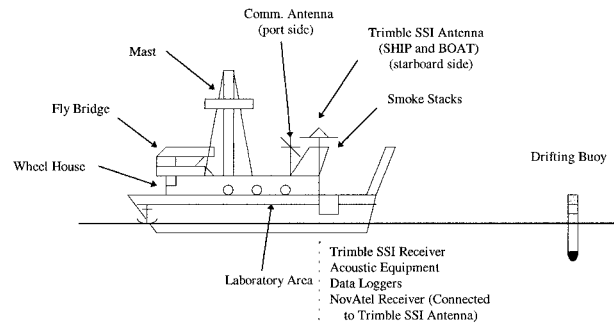 Comm. Antenna
(port side)
Trimble SSI Antenna
(SHIP and BOAT)
(starboard side)
Mast
Smoke Stacks
Fly Bridge
Drifting Buoy
Wheel House
Laboratory Area
Trimble SSI Receiver
Acoustic Equipment
Data Loggers
NovAtel Receiver (Connected
to Trimble SSI Antenna)